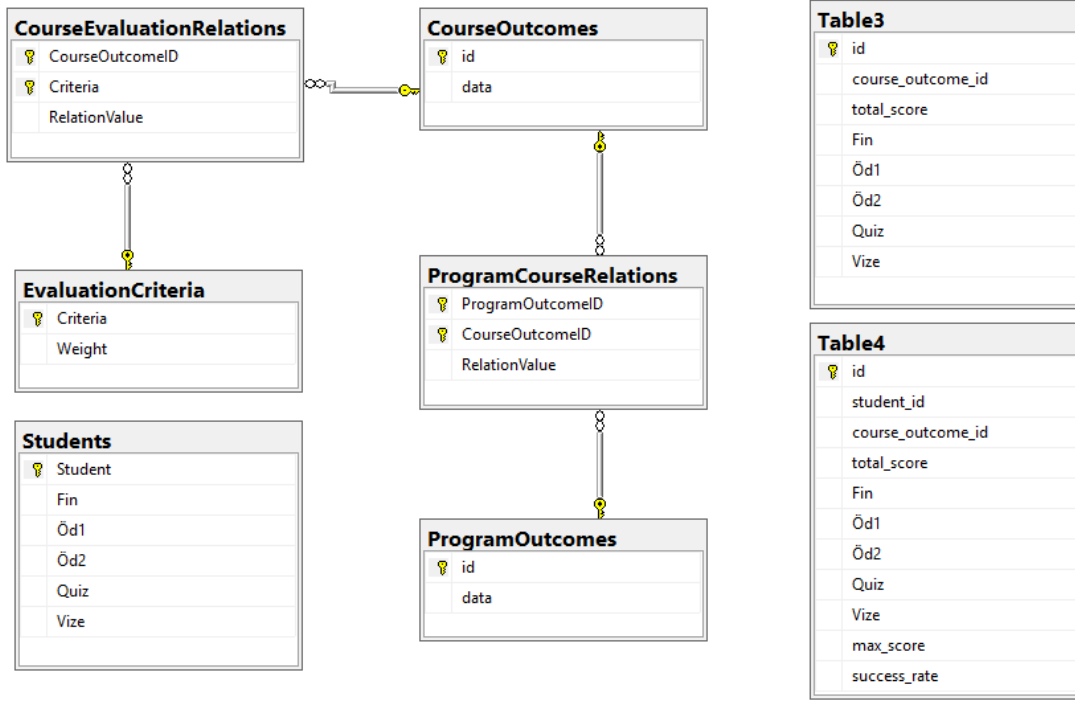 CourseEvaluationRelations
CourseOutcomeID
Criteria
RelationValue
CourseOutcomes
id
data
EvaluationCriteria
Criteria
Weight
ProgramCourseRelations
ProgramOutcomeID
CourseOutcomeID
RelationValue
Students
Student
Fin
Öd1
Öd2
Quiz
Vize
ProgramOutcomes
id
data
Table3
id
course_outcome_id
total_score
Fin
Öd1
Öd2
Quiz
Vize
Table4
id
student_id
course_outcome_id
total_score
Fin
Öd1
Öd2
Quiz
Vize
max_score
success_rate